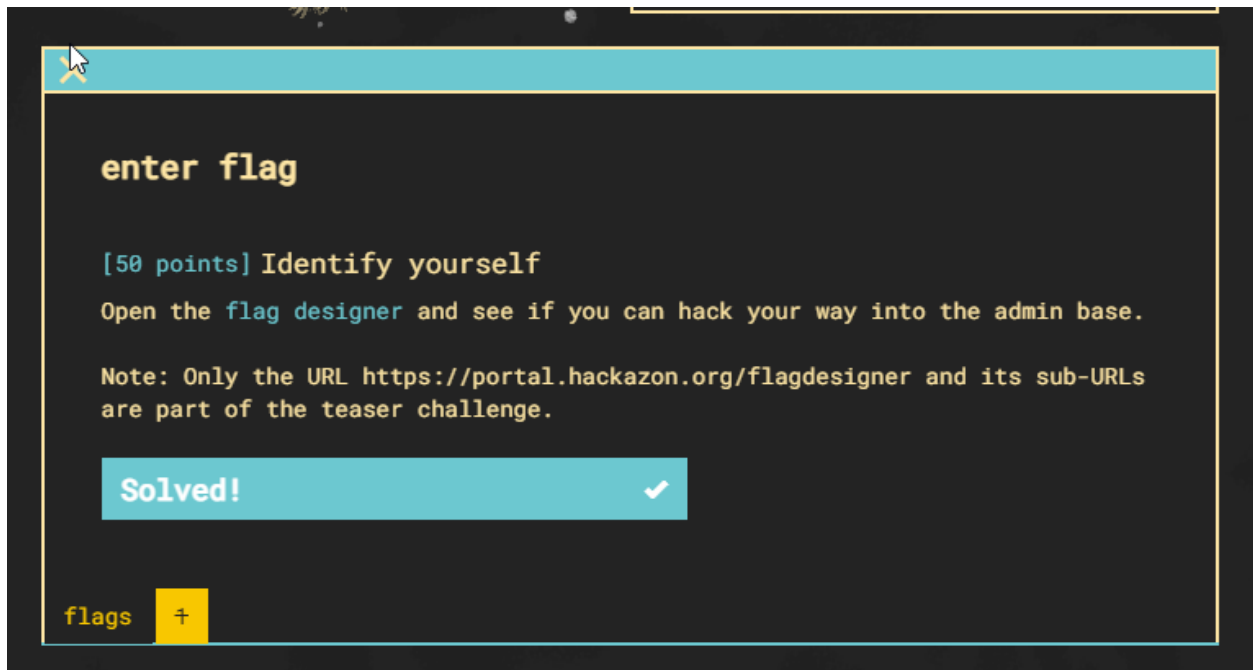 enter flag
[50 points] Identify yourself
Open the flag designer and see if you can hack your way into the admin base.
Note: Only the URL https://portal.hackazon.org/flagdesigner and its sub-URLs
are part of the teaser challenge.
Solved!
flags 1